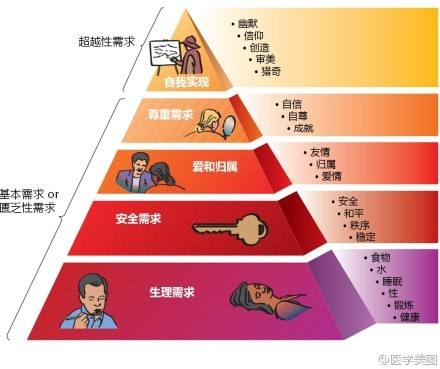 超越性需求
自我实现
• 幽默
• 信仰
• 创造
• 审美
• 猎奇
尊重需求
• 自信
• 自尊
• 成就
爱和归属
• 友情
• 归属
• 爱情
基本需求 or
匮乏性需求
安全需求
• 安全
• 和平
• 秩序
• 稳定
生理需求
• 食物
• 水
• 睡眠
• 性
• 锻炼
• 健康
@医学美图